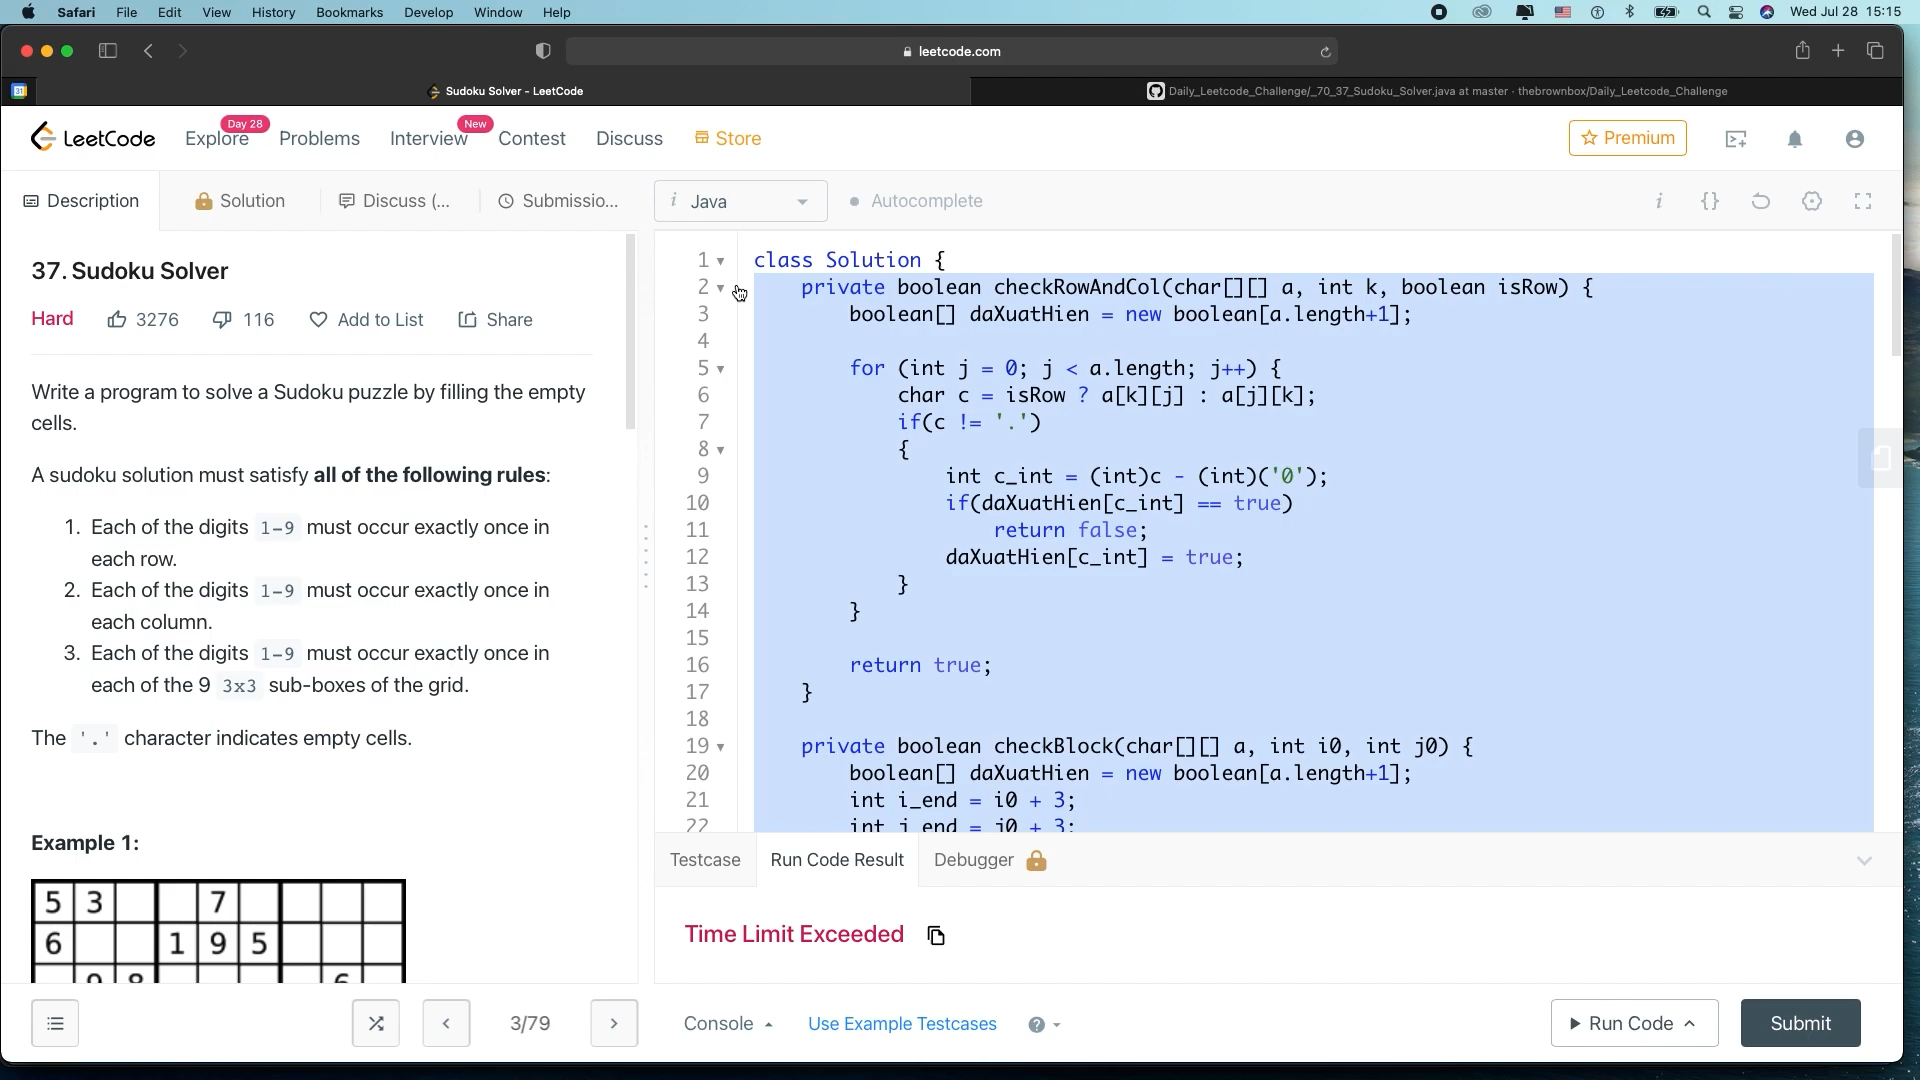 Safari File Edit View History Bookmarks Develop Window Help Wed Jul 28 15:15
leetcode.com
31 Sudoku Solver - LeetCode Daily_Leetcode_Challenge/_70_37_Sudoku_Solver.java at master · thebrownbox/Daily_Leetcode_Challenge
LeetCode Explore Day 28 Problems Interview New Contest Discuss Store Premium
Description Solution Discuss (... Submissio... i Java Autocomplete i {}
37. Sudoku Solver
Hard 3276 116 Add to List Share
Write a program to solve a Sudoku puzzle by filling the empty
cells.
A sudoku solution must satisfy all of the following rules:
1. Each of the digits 1-9 must occur exactly once in
each row.
2. Each of the digits 1-9 must occur exactly once in
each column.
3. Each of the digits 1-9 must occur exactly once in
each of the 9 3x3 sub-boxes of the grid.
The '.' character indicates empty cells.
Example 1:
5 3 7
6 1 9 5
9 8 6
3/79
1 class Solution {
2 private boolean checkRowAndCol(char[][] a, int k, boolean isRow) {
3 boolean[] daXuatHien = new boolean[a.length+1];
4
5 for (int j = 0; j < a.length; j++) {
6 char c = isRow ? a[k][j] : a[j][k];
7 if(c != '.')
8 {
9 int c_int = (int)c - (int)('0');
10 if(daXuatHien[c_int] == true)
11 return false;
12 daXuatHien[c_int] = true;
13 }
14 }
15
16 return true;
17 }
18
19 private boolean checkBlock(char[][] a, int i0, int j0) {
20 boolean[] daXuatHien = new boolean[a.length+1];
21 int i_end = i0 + 3;
22 int j_end = j0 + 3;
Testcase Run Code Result Debugger
Time Limit Exceeded
Console Use Example Testcases ? Run Code Submit